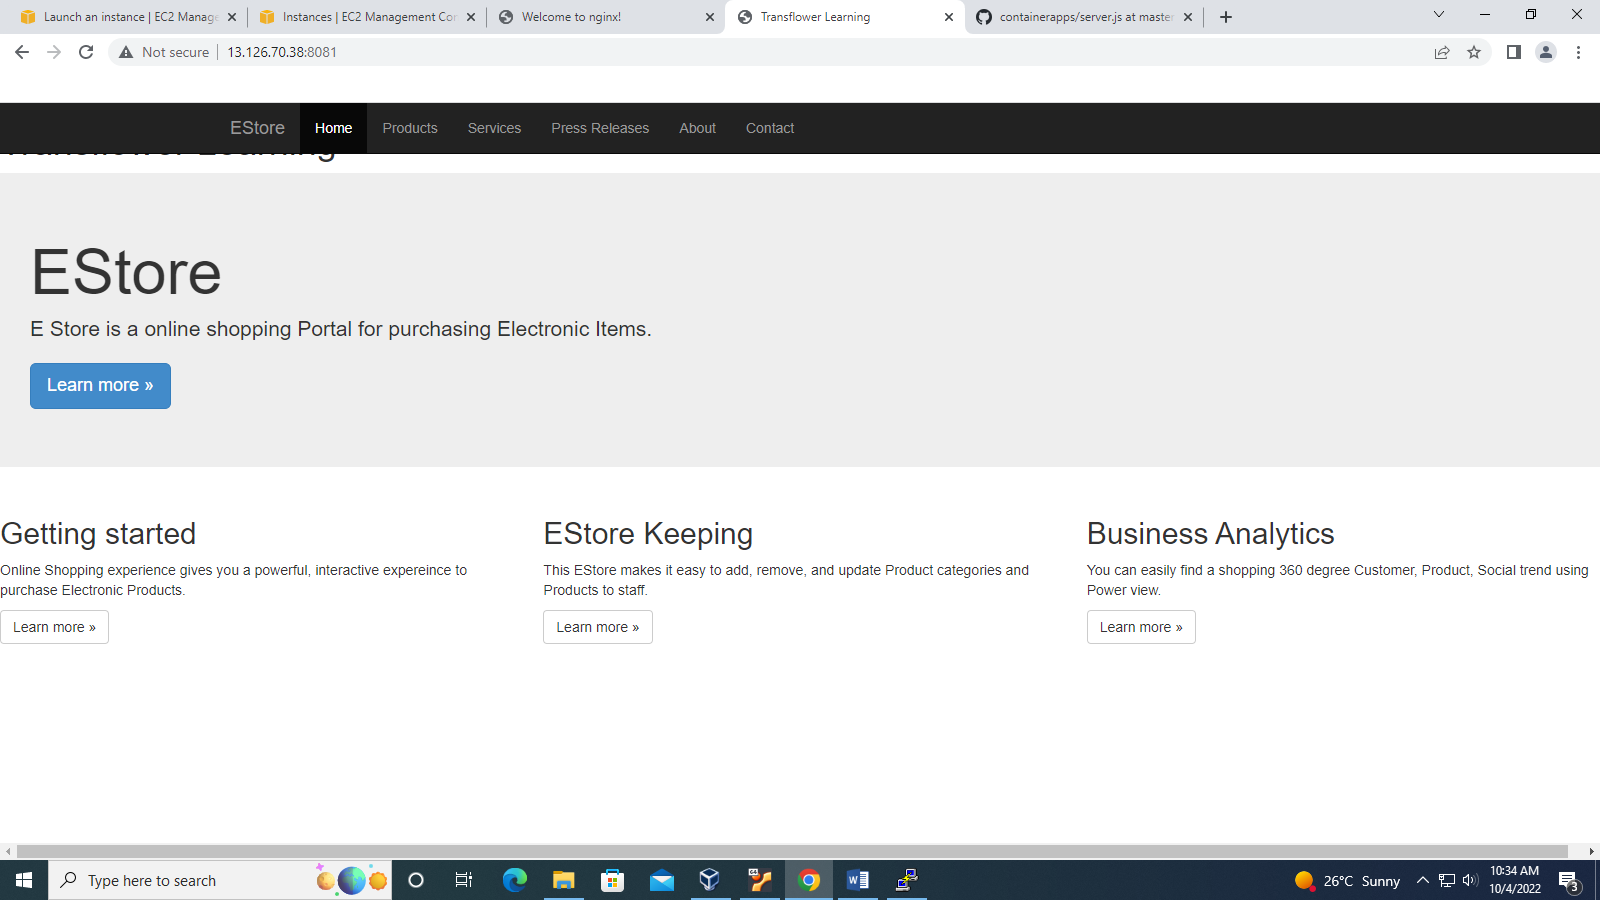 Launch an instance | EC2 Manage
Instances | EC2 Management Con
Welcome to nginx!
Transflower Learning
containerapps/server.js at master
Not secure
13.126.70.38:8081
EStore
Home
Products
Services
Press Releases
About
Contact
Transflower Learning
EStore
E Store is a online shopping Portal for purchasing Electronic Items.
Learn more »
Getting started
Online Shopping experience gives you a powerful, interactive expereince to
purchase Electronic Products.
Learn more »
EStore Keeping
This EStore makes it easy to add, remove, and update Product categories and
Products to staff.
Learn more »
Business Analytics
You can easily find a shopping 360 degree Customer, Product, Social trend using
Power view.
Learn more »
Type here to search
26°C Sunny
10:34 AM
10/4/2022
3